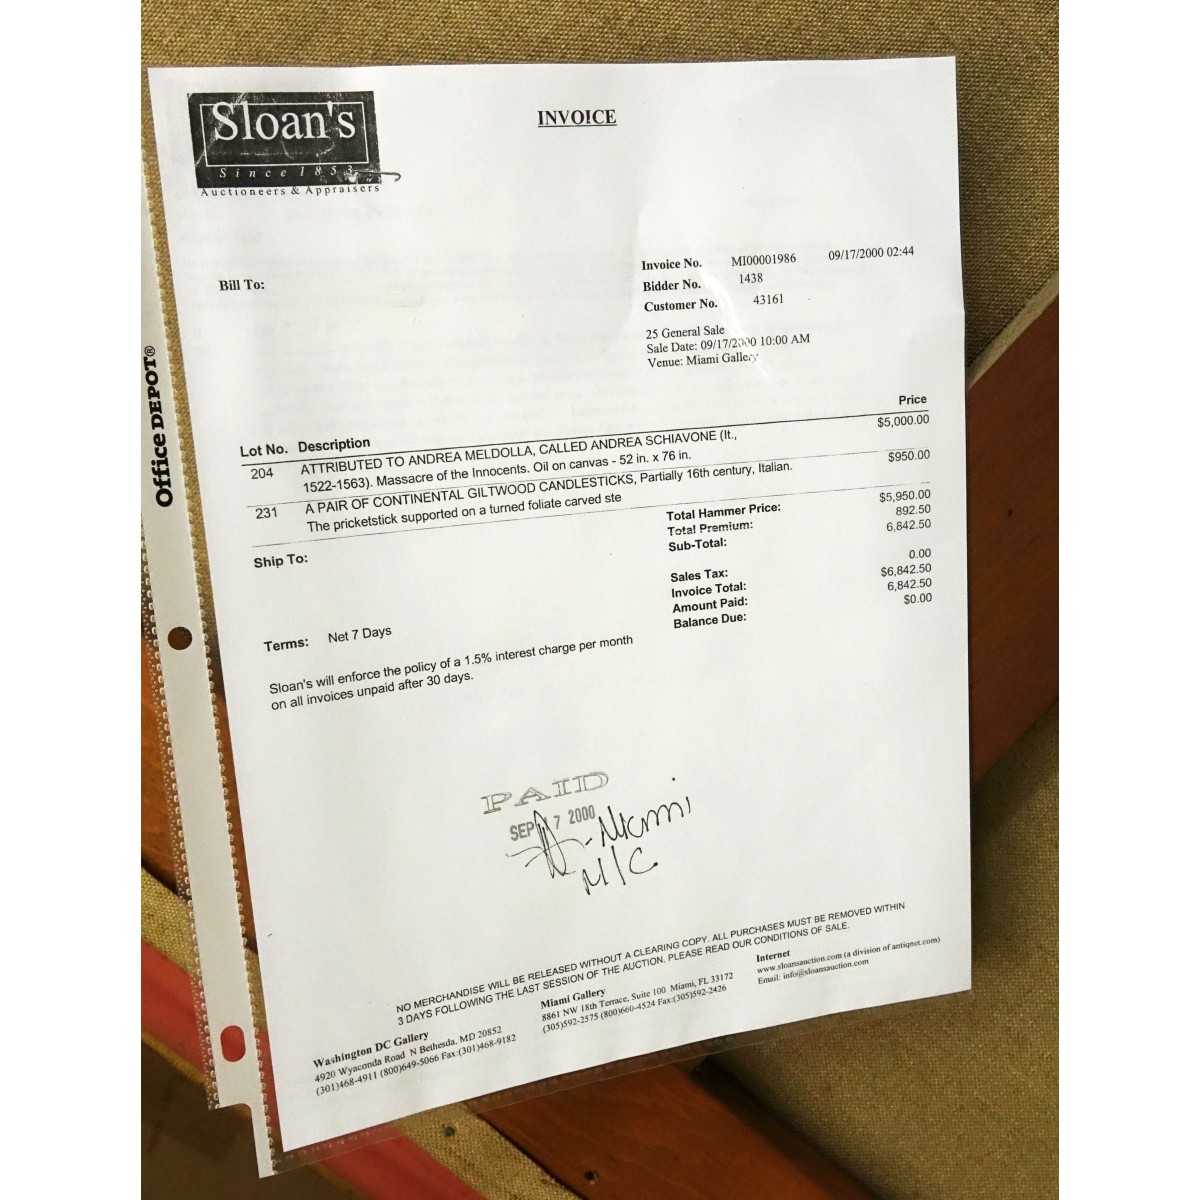 Sloan's
Since 1853
Auctioneers & Appraisers
INVOICE
Bill To:
Invoice No. MI00001986 09/17/2000 02:44
Bidder No. 1438
Customer No. 43161
25 General Sale
Sale Date: 09/17/2000 10:00 AM
Venue: Miami Gallery
Lot No. Description Price
204 ATTRIBUTED TO ANDREA MELDOLLA, CALLED ANDREA SCHIAVONE (It., $5,000.00
1522-1563). Massacre of the Innocents. Oil on canvas - 52 in. x 76 in.
231 A PAIR OF CONTINENTAL GILTWOOD CANDLESTICKS, Partially 16th century, Italian. $950.00
The pricketstick supported on a turned foliate carved ste
Total Hammer Price: $5,950.00
Total Premium: 892.50
Sub-Total: 6,842.50
Ship To:
Sales Tax: 0.00
Invoice Total: $6,842.50
Amount Paid: 6,842.50
Balance Due: $0.00
Terms: Net 7 Days
Sloan's will enforce the policy of a 1.5% interest charge per month
on all invoices unpaid after 30 days.
PAID
SEP 17 2000
Miami
M/C
NO MERCHANDISE WILL BE RELEASED WITHOUT A CLEARING COPY. ALL PURCHASES MUST BE REMOVED WITHIN
3 DAYS FOLLOWING THE LAST SESSION OF THE AUCTION. PLEASE READ OUR CONDITIONS OF SALE.
Washington DC Gallery
4920 Wyaconda Road N Bethesda, MD 20852
(301)468-4911 (800)649-5066 Fax:(301)468-9182
Miami Gallery
8861 NW 18th Terrace, Suite 100 Miami, FL 33172
(305)592-2575 (800)660-4524 Fax:(305)592-2426
Internet
www.sloansauction.com (a division of antiqnet.com)
Email: info@sloansauction.com
Office DEPOT®